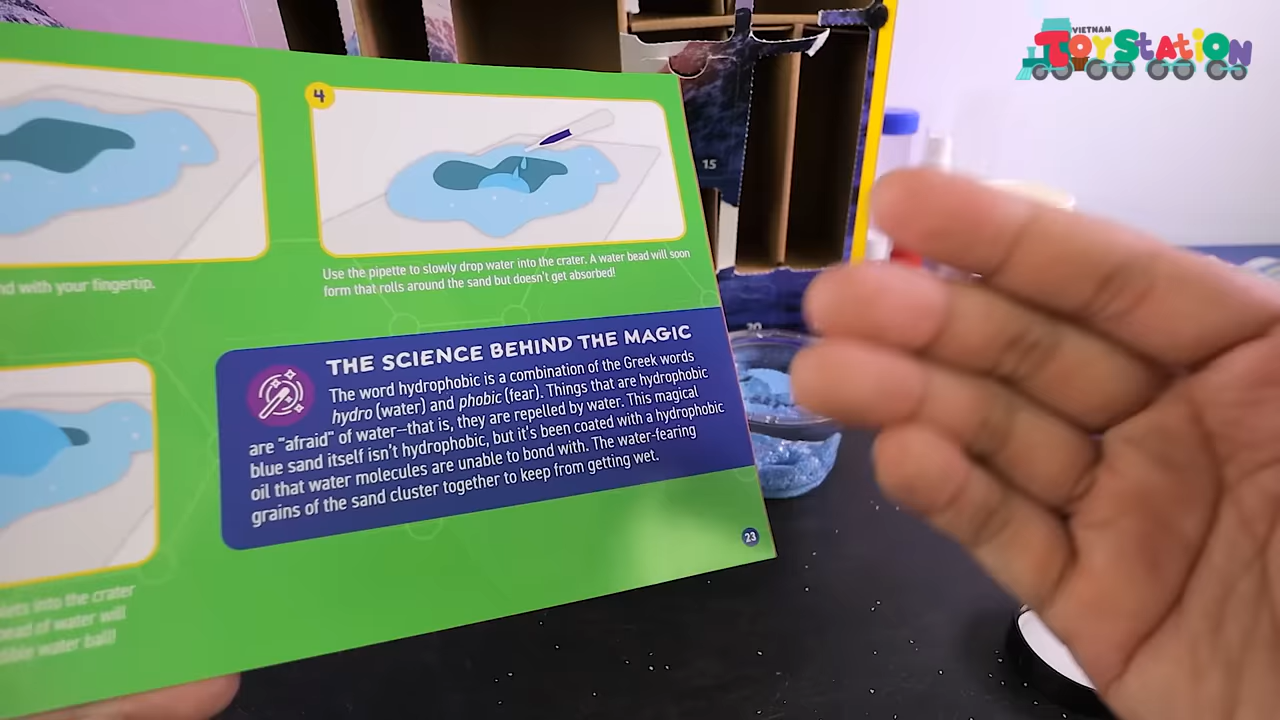 VIETNAM
TOYSTATION
4
15
nd with your fingertip.
Use the pipette to slowly drop water into the crater. A water bead will soon
form that rolls around the sand but doesn't get absorbed!
20
THE SCIENCE BEHIND THE MAGIC
The word hydrophobic is a combination of the Greek words
hydro (water) and phobic (fear). Things that are hydrophobic
are "afraid" of water—that is, they are repelled by water. This magical
blue sand itself isn't hydrophobic, but it's been coated with a hydrophobic
oil that water molecules are unable to bond with. The water-fearing
grains of the sand cluster together to keep from getting wet.
23
lets into the crater
bead of water will
water ball!